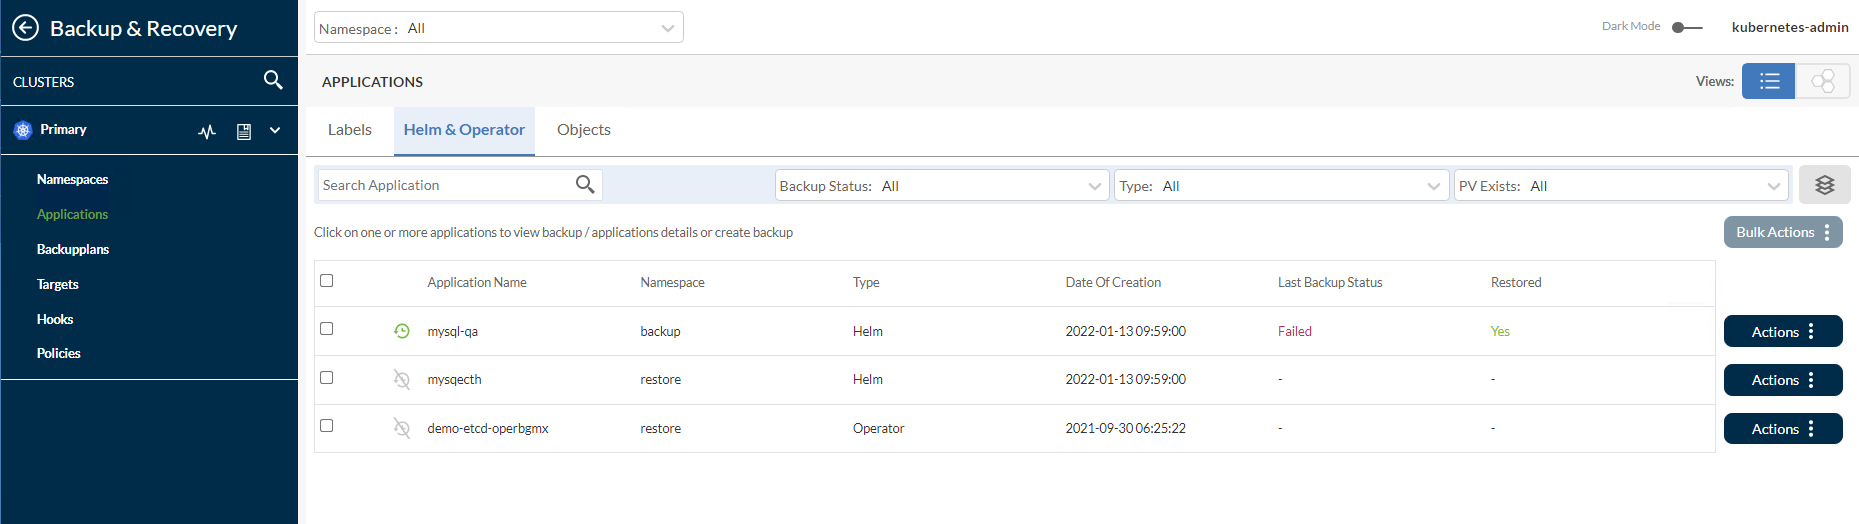 Backup & Recovery
Namespace : All
Dark Mode
kubernetes-admin
CLUSTERS
APPLICATIONS
Views:
Primary
Labels
Helm & Operator
Objects
Namespaces
Applications
Backupplans
Targets
Hooks
Policies
Search Application
Backup Status: All
Type: All
PV Exists: All
Click on one or more applications to view backup / applications details or create backup
Bulk Actions
Application Name Namespace Type Date Of Creation Last Backup Status Restored
mysql-qa backup Helm 2022-01-13 09:59:00 Failed Yes Actions
mysqecth restore Helm 2022-01-13 09:59:00 - - Actions
demo-etcd-operbgmx restore Operator 2021-09-30 06:25:22 - - Actions